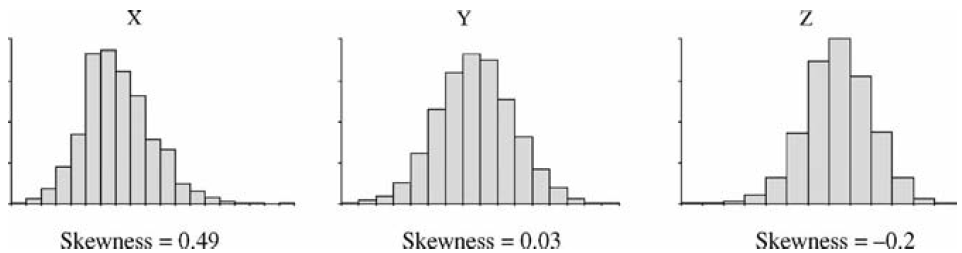 X Y Z
Skewness = 0.49 Skewness = 0.03 Skewness = –0.2